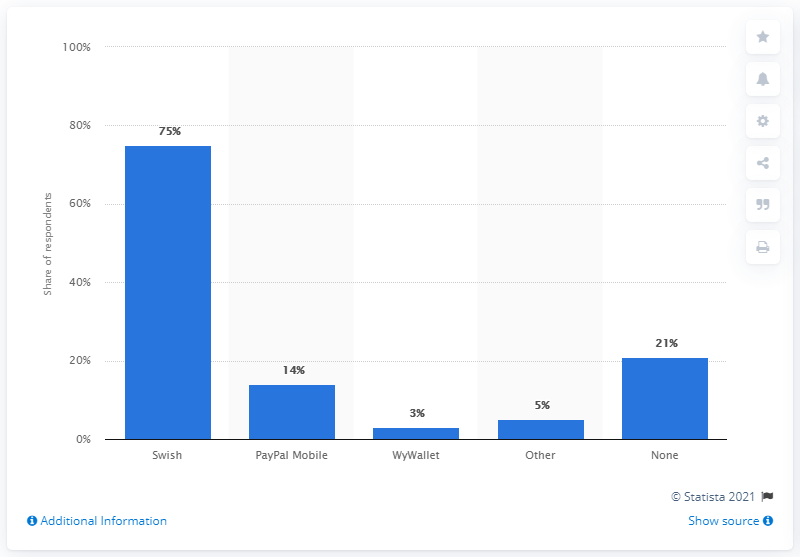 100%
80%
60%
40%
20%
0%
Share of respondents
75%
14%
3%
5%
21%
Swish
PayPal Mobile
WyWallet
Other
None
© Statista 2021
Additional Information
Show source